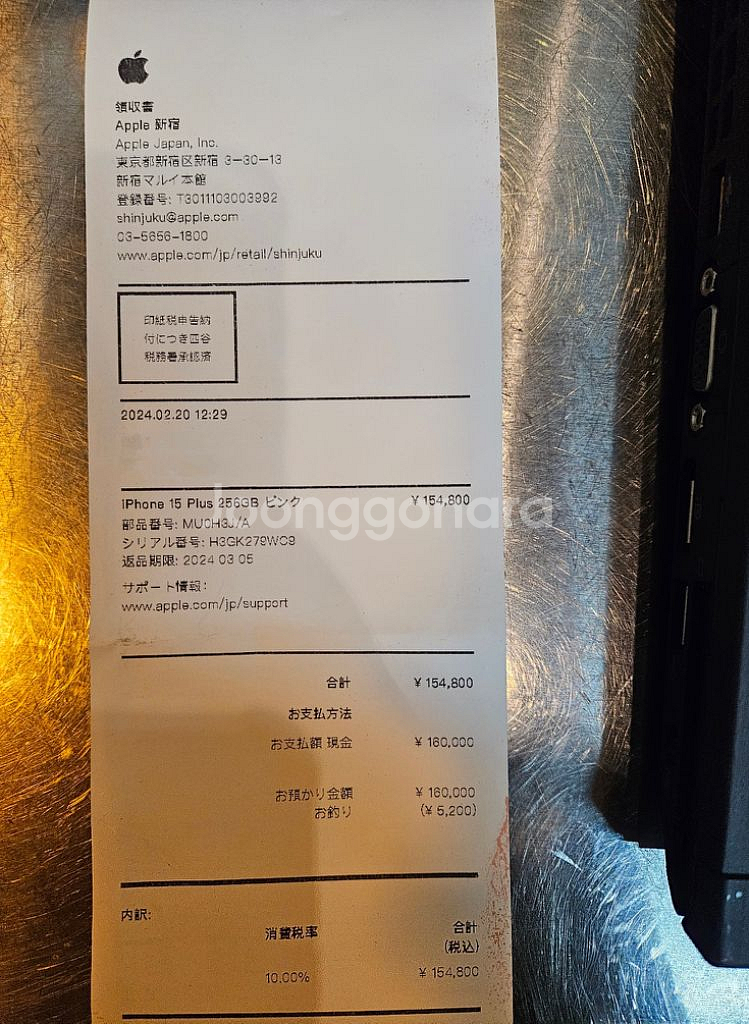 領収書
Apple 新宿
Apple Japan, Inc.
東京都新宿区新宿 3-30-13
新宿マルイ本館
登録番号: T3011103003992
shinjuku@apple.com
03-5656-1800
www.apple.com/jp/retail/shinjuku
印紙税申告納
付につき四谷
税務署承認済
2024.02.20 12:29
iPhone 15 Plus 256GB ピンク ¥ 154,800
部品番号: MU0H3J/A
シリアル番号: H3GK279WC9
返品期限: 2024 03 05
サポート情報:
www.apple.com/jp/support
joonggonara
合計 ¥ 154,800
お支払方法
お支払額 現金 ¥ 160,000
お預かり金額 ¥ 160,000
お釣り (¥ 5,200)
内訳:
消費税率 合計
(税込)
10.00% ¥ 154,800